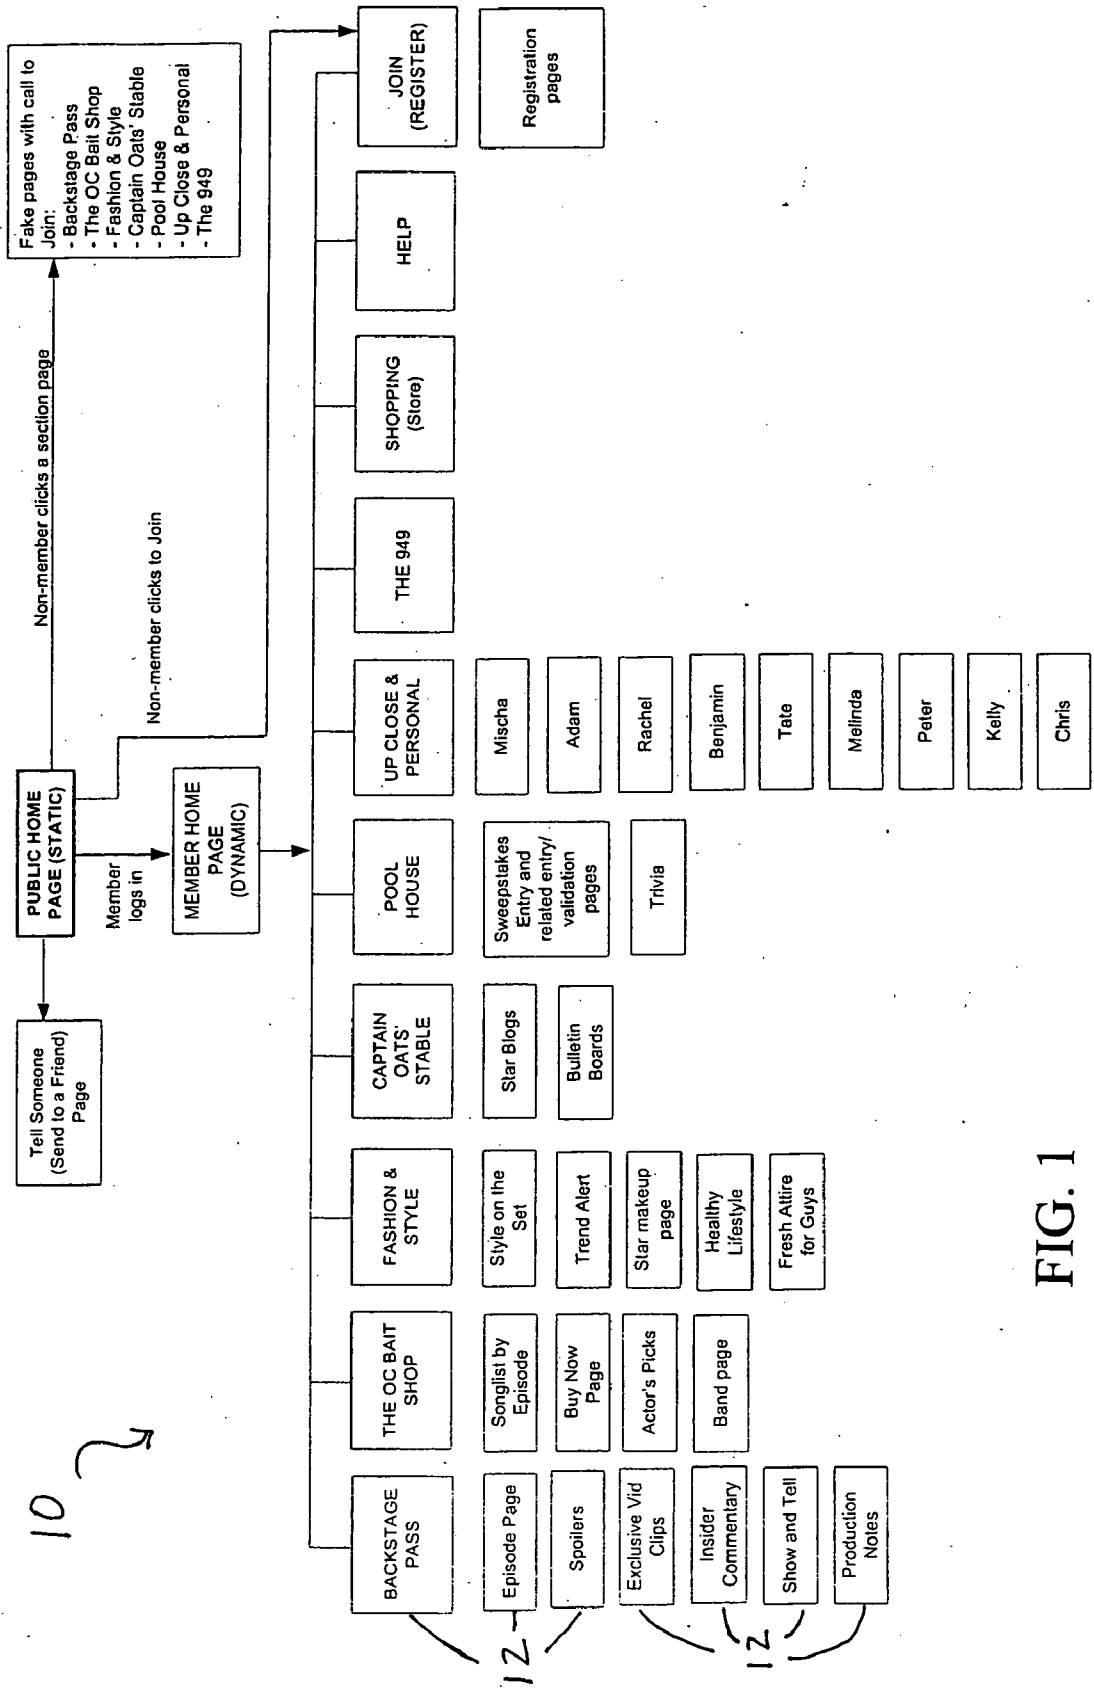 10
Tell Someone
(Send to a Friend)
Page
PUBLIC HOME
PAGE (STATIC)
Member
logs in
MEMBER HOME
PAGE
(DYNAMIC)
Non-member clicks to Join
Non-member clicks a section page
Fake pages with call to
Join:
- Backstage Pass
- The OC Bait Shop
- Fashion & Style
- Captain Oats' Stable
- Pool House
- Up Close & Personal
- The 949
BACKSTAGE
PASS
Episode Page
Spoilers
Exclusive Vid
Clips
Insider
Commentary
Show and Tell
Production
Notes
12
12
THE OC BAIT
SHOP
Songlist by
Episode
Buy Now
Page
Actor's Picks
Band page
FASHION &
STYLE
Style on the
Set
Trend Alert
Star makeup
page
Healthy
Lifestyle
Fresh Attire
for Guys
CAPTAIN
OATS'
STABLE
Star Blogs
Bulletin
Boards
POOL
HOUSE
Sweepstakes
Entry and
related entry/
validation
pages
Trivia
UP CLOSE &
PERSONAL
Mischa
Adam
Rachel
Benjamin
Tate
Melinda
Peter
Kelly
Chris
THE 949
SHOPPING
(Store)
HELP
JOIN
(REGISTER)
Registration
pages
FIG. 1